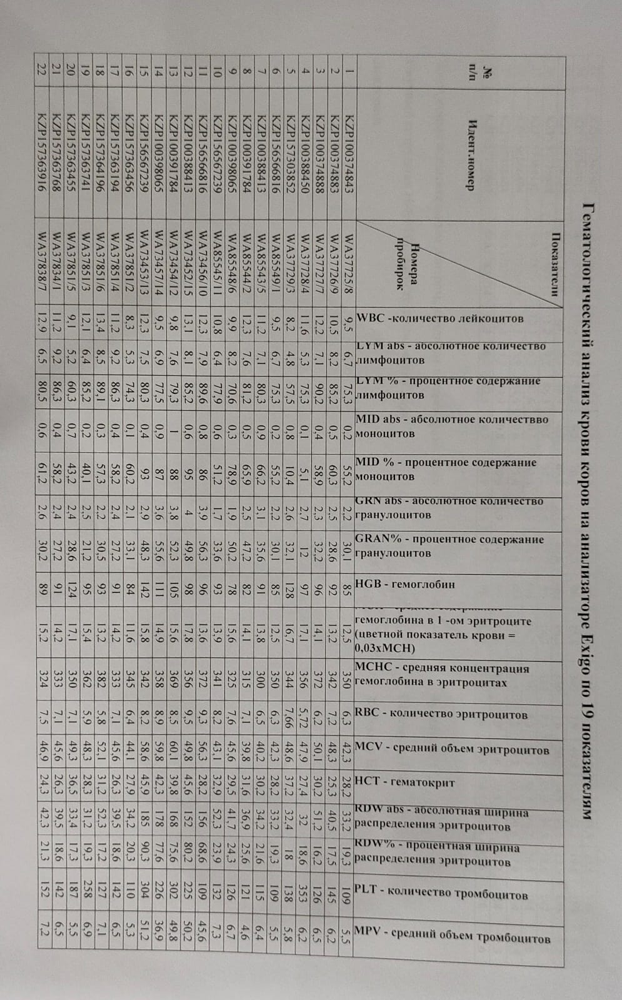 Гематологический анализ крови коров на анализаторе Exigo по 19 показателям
№
п/п
Идент.номер
Показатели
Номера
пробирок
WBC -количество лейкоцитов
LYM abs - абсолютное количество
лимфоцитов
LYM % - процентное содержание
лимфоцитов
MID abs - абсолютное количествво
моноцитов
MID % - процентное содержание
моноцитов
GRN abs - абсолютное количество
гранулоцитов
GRAN% - процентное содержание
гранулоцитов
HGB - гемоглобин
гемоглобина в 1 -ом эритроците
(цветной показатель крови =
0,03хМСН)
MCHC - средняя концентрация
гемоглобина в эритроцитах
RBC - количество эритроцитов
MCV - средний объем эритроцитов
HCT - гематокрит
RDW abs - абсолютная ширина
распределения эритроцитов
RDW% - процентная ширина
распределения эритроцитов
PLT - количество тромбоцитов
MPV - средний объем тромбоцитов
1 KZP100374843 WA37725/8 9,5 6,7 75,3 0,2 55,2 2,2 30,1 85 12,5 350 6,3 42,3 28,2 33,2 19,3 109 5,5
2 KZP100374883 WA37726/9 10,5 8,2 85,2 0,5 60,3 2,5 28,6 92 13,2 342 7,2 48,3 25,3 40,5 17,5 145 6,2
3 KZP100374888 WA37727/7 12,2 7,1 90,2 0,4 58,9 2,3 32,2 96 14,1 372 6,2 50,1 30,2 51,2 16,2 126 6,5
4 KZP100388450 WA37728/4 11,6 5,3 75,3 0,1 5,1 2,7 12 97 17,1 356 5,72 47,9 27,4 32 18,6 353 6,2
5 KZP157303852 WA37729/3 8,2 4,8 57,5 0,8 10,4 2,6 32,1 128 16,7 344 7,66 48,6 37,2 32,4 18 138 5,8
6 KZP156566816 WA85549/1 9,5 6,7 75,3 0,2 55,2 2,2 30,1 85 12,5 350 6,3 42,3 28,2 33,2 19,3 109 5,5
7 KZP100388413 WA85543/5 11,2 7,1 80,3 0,9 66,2 3,1 35,6 91 13,8 300 6,5 40,2 30,2 34,2 21,6 115 6,4
8 KZP100391784 WA85544/2 12,3 7,6 81,2 0,5 65,9 2,5 47,2 82 14,1 315 7,1 39,8 31,6 36,9 25,6 121 4,6
9 KZP100398065 WA85548/6 9,9 8,2 70,6 0,3 78,9 1,9 50,2 78 15,6 325 7,6 45,6 29,5 41,7 24,3 126 6,7
10 KZP156567239 WA85545/11 10,8 6,4 77,9 0,6 51,2 1,7 33,6 93 13,9 341 8,2 43,1 32,9 52,3 23,9 132 7,3
11 KZP156566816 WA73456/10 12,3 7,9 89,6 0,8 86 3,9 56,3 96 13,6 372 9,3 56,3 28,2 156 68,6 109 45,6
12 KZP100388413 WA73452/15 13,1 8,1 85,2 0,6 95 4 49,8 98 17,8 356 9,5 49,8 45,6 152 80,2 225 50,2
13 KZP100391784 WA73454/12 9,8 7,6 79,3 1 88 3,8 52,3 105 15,6 369 8,5 60,1 39,8 168 75,6 302 49,8
14 KZP100398065 WA73457/14 9,5 6,9 77,5 0,9 87 3,6 55,6 111 14,9 358 8,9 59,8 42,3 178 77,6 226 36,9
15 KZP156567239 WA73453/13 12,3 7,5 80,3 0,4 93 2,9 48,3 142 15,8 342 8,2 58,6 45,9 185 90,3 304 51,2
16 KZP157363456 WA37851/2 8,3 5,3 74,3 0,1 60,2 2,1 33,1 84 11,6 345 6,4 44,1 27,9 34,2 20,3 110 5,3
17 KZP157363194 WA37851/4 11,2 9,2 86,3 0,4 58,2 2,4 27,2 91 14,2 333 7,1 45,6 26,3 39,5 18,6 142 6,5
18 KZP157364196 WA37851/6 13,4 8,5 89,1 0,3 57,3 2,2 30,5 93 13,2 382 5,8 52,1 31,2 52,3 17,2 127 7,1
19 KZP157363741 WA37851/3 12,1 6,4 85,2 0,2 40,1 2,5 21,2 95 15,4 362 5,9 48,3 28,3 31,2 19,3 258 6,9
20 KZP157363455 WA37851/5 9,1 5,2 60,3 0,7 43,2 2,4 28,6 124 17,1 350 7,1 49,3 36,5 33,4 17,3 187 5,5
21 KZP157363768 WA37834/1 11,2 9,2 86,3 0,4 58,2 2,4 27,2 91 14,2 333 7,1 45,6 26,3 39,5 18,6 142 6,5
22 KZP157363916 WA37838/7 12,9 6,5 80,5 0,6 61,2 2,6 30,2 89 15,2 324 7,5 46,9 24,3 42,3 21,3 152 7,2